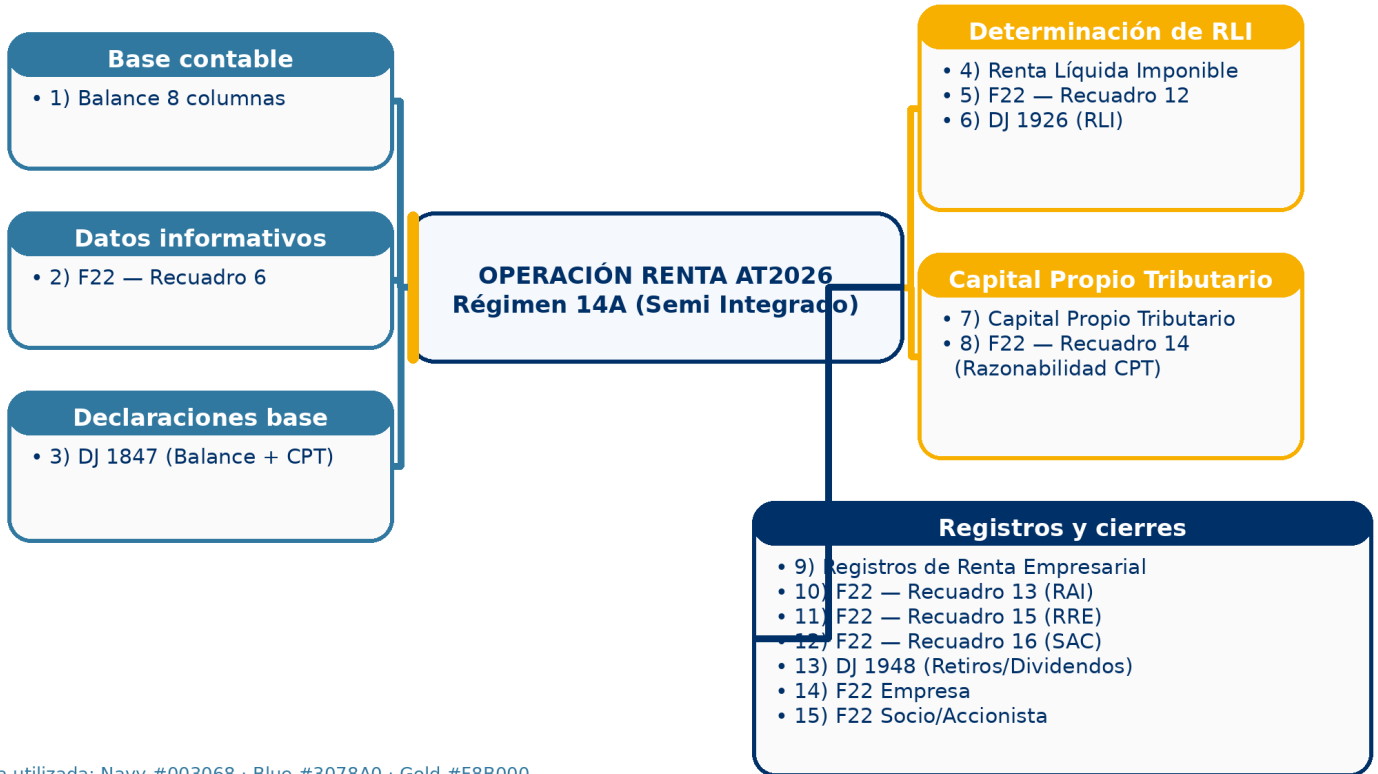 Base contable
• 1) Balance 8 columnas
Datos informativos
• 2) F22 — Recuadro 6
Declaraciones base
• 3) DJ 1847 (Balance + CPT)
OPERACIÓN RENTA AT2026
Régimen 14A (Semi Integrado)
Determinación de RLI
• 4) Renta Líquida Imponible
• 5) F22 — Recuadro 12
• 6) DJ 1926 (RLI)
Capital Propio Tributario
• 7) Capital Propio Tributario
• 8) F22 — Recuadro 14
(Razonabilidad CPT)
Registros y cierres
• 9) Registros de Renta Empresarial
• 10) F22 — Recuadro 13 (RAI)
• 11) F22 — Recuadro 15 (RRE)
• 12) F22 — Recuadro 16 (SAC)
• 13) DJ 1948 (Retiros/Dividendos)
• 14) F22 Empresa
• 15) F22 Socio/Accionista
utilizada: Navy #003068 · Blue #3078A0 · Gold #F8B000